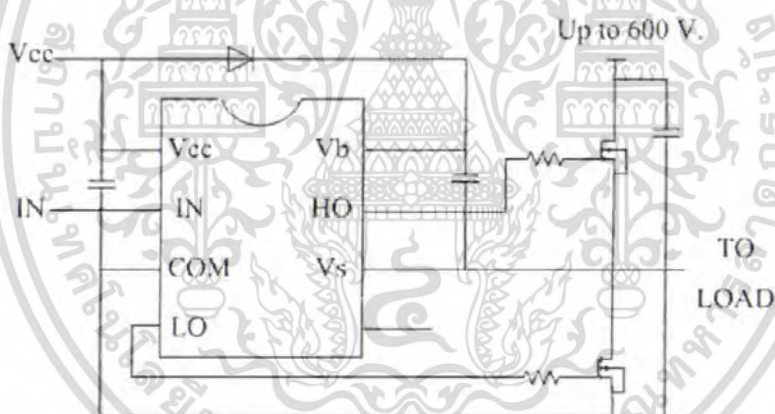 Up to 600 V.
Vcc
Vcc Vb
IN IN HO
COM Vs TO
LOAD
LO